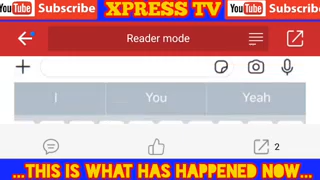 YouTube Subscribe XPRESS TV YouTube Subscribe
Reader mode
I You Yeah
2
...THIS IS WHAT HAS HAPPENED NOW...